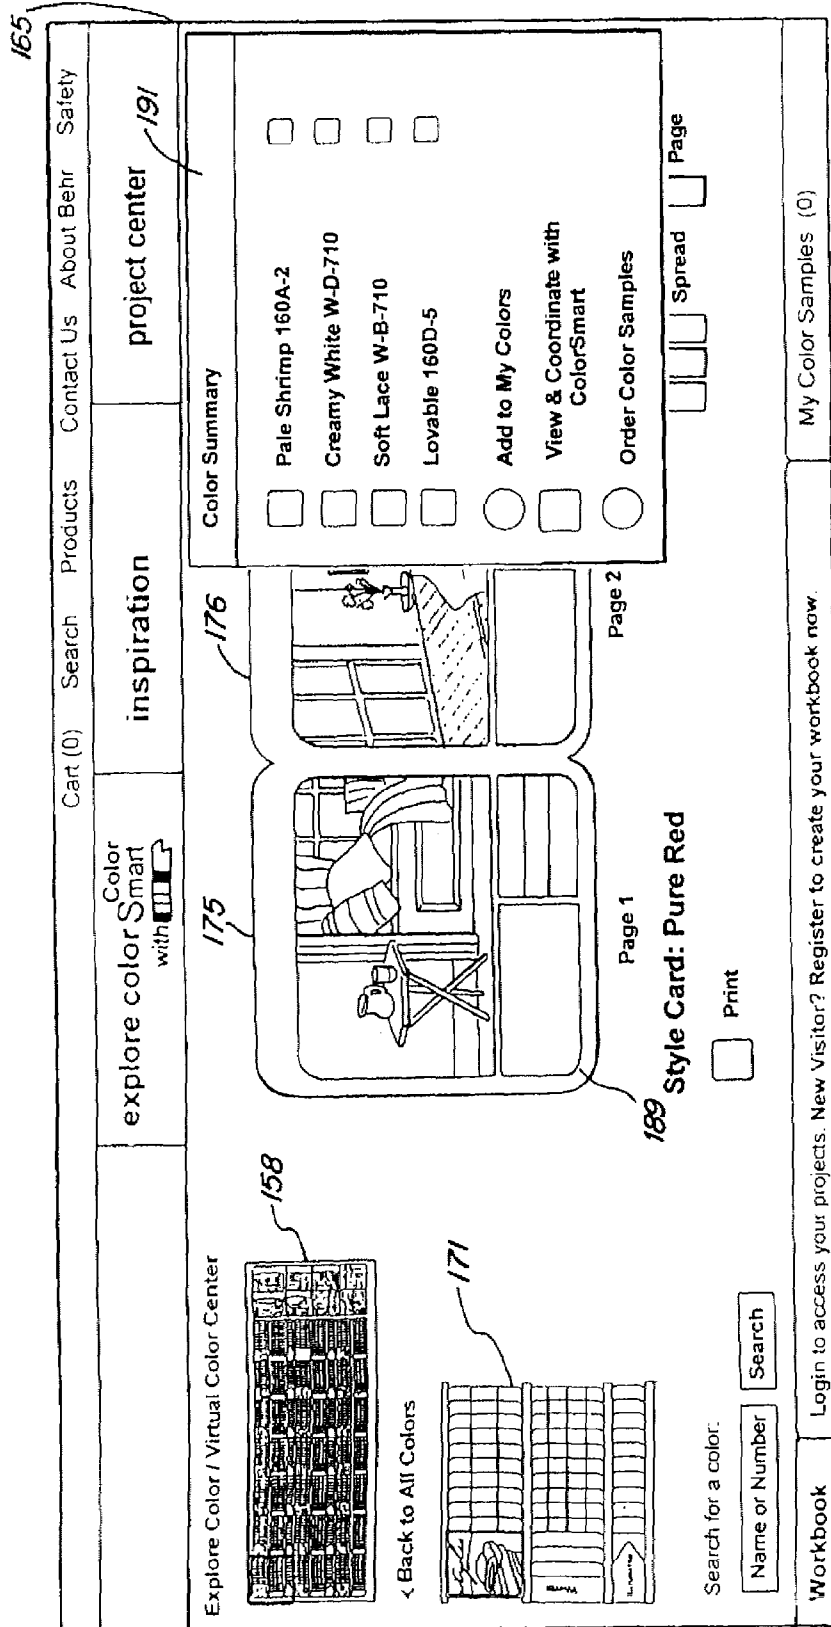 165
Cart (0) Search Products Contact Us About Behr Safety
explore color with Color Smart
inspiration
project center
191
Explore Color / Virtual Color Center
158
< Back to All Colors
171
Search for a color:
Name or Number
Search
175
176
189
Page 1
Page 2
Style Card: Pure Red
Print
Color Summary
Pale Shrimp 160A-2
Creamy White W-D-710
Soft Lace W-B-710
Lovable 160D-5
Add to My Colors
View & Coordinate with
ColorSmart
Order Color Samples
Spread
Page
Workbook
Login to access your projects. New Visitor? Register to create your workbook now.
My Color Samples (0)